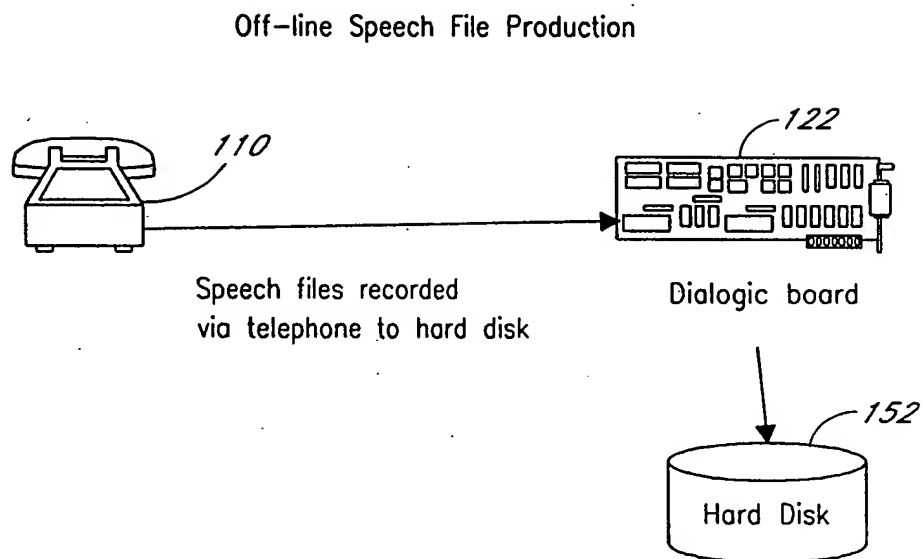 Off-line Speech File Production
110
122
Speech files recorded
via telephone to hard disk
Dialogic board
152
Hard Disk